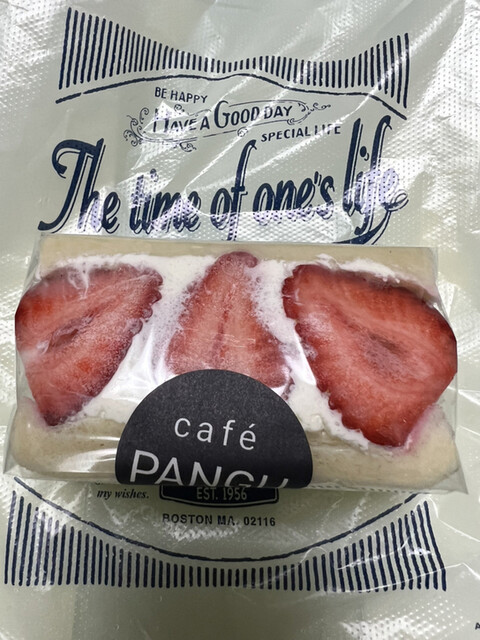 BE HAPPY
HAVE A GOOD DAY
SPECIAL LIFE
The time of one's life
café
my wishes.
EST. 1956
BOSTON MA. 02116